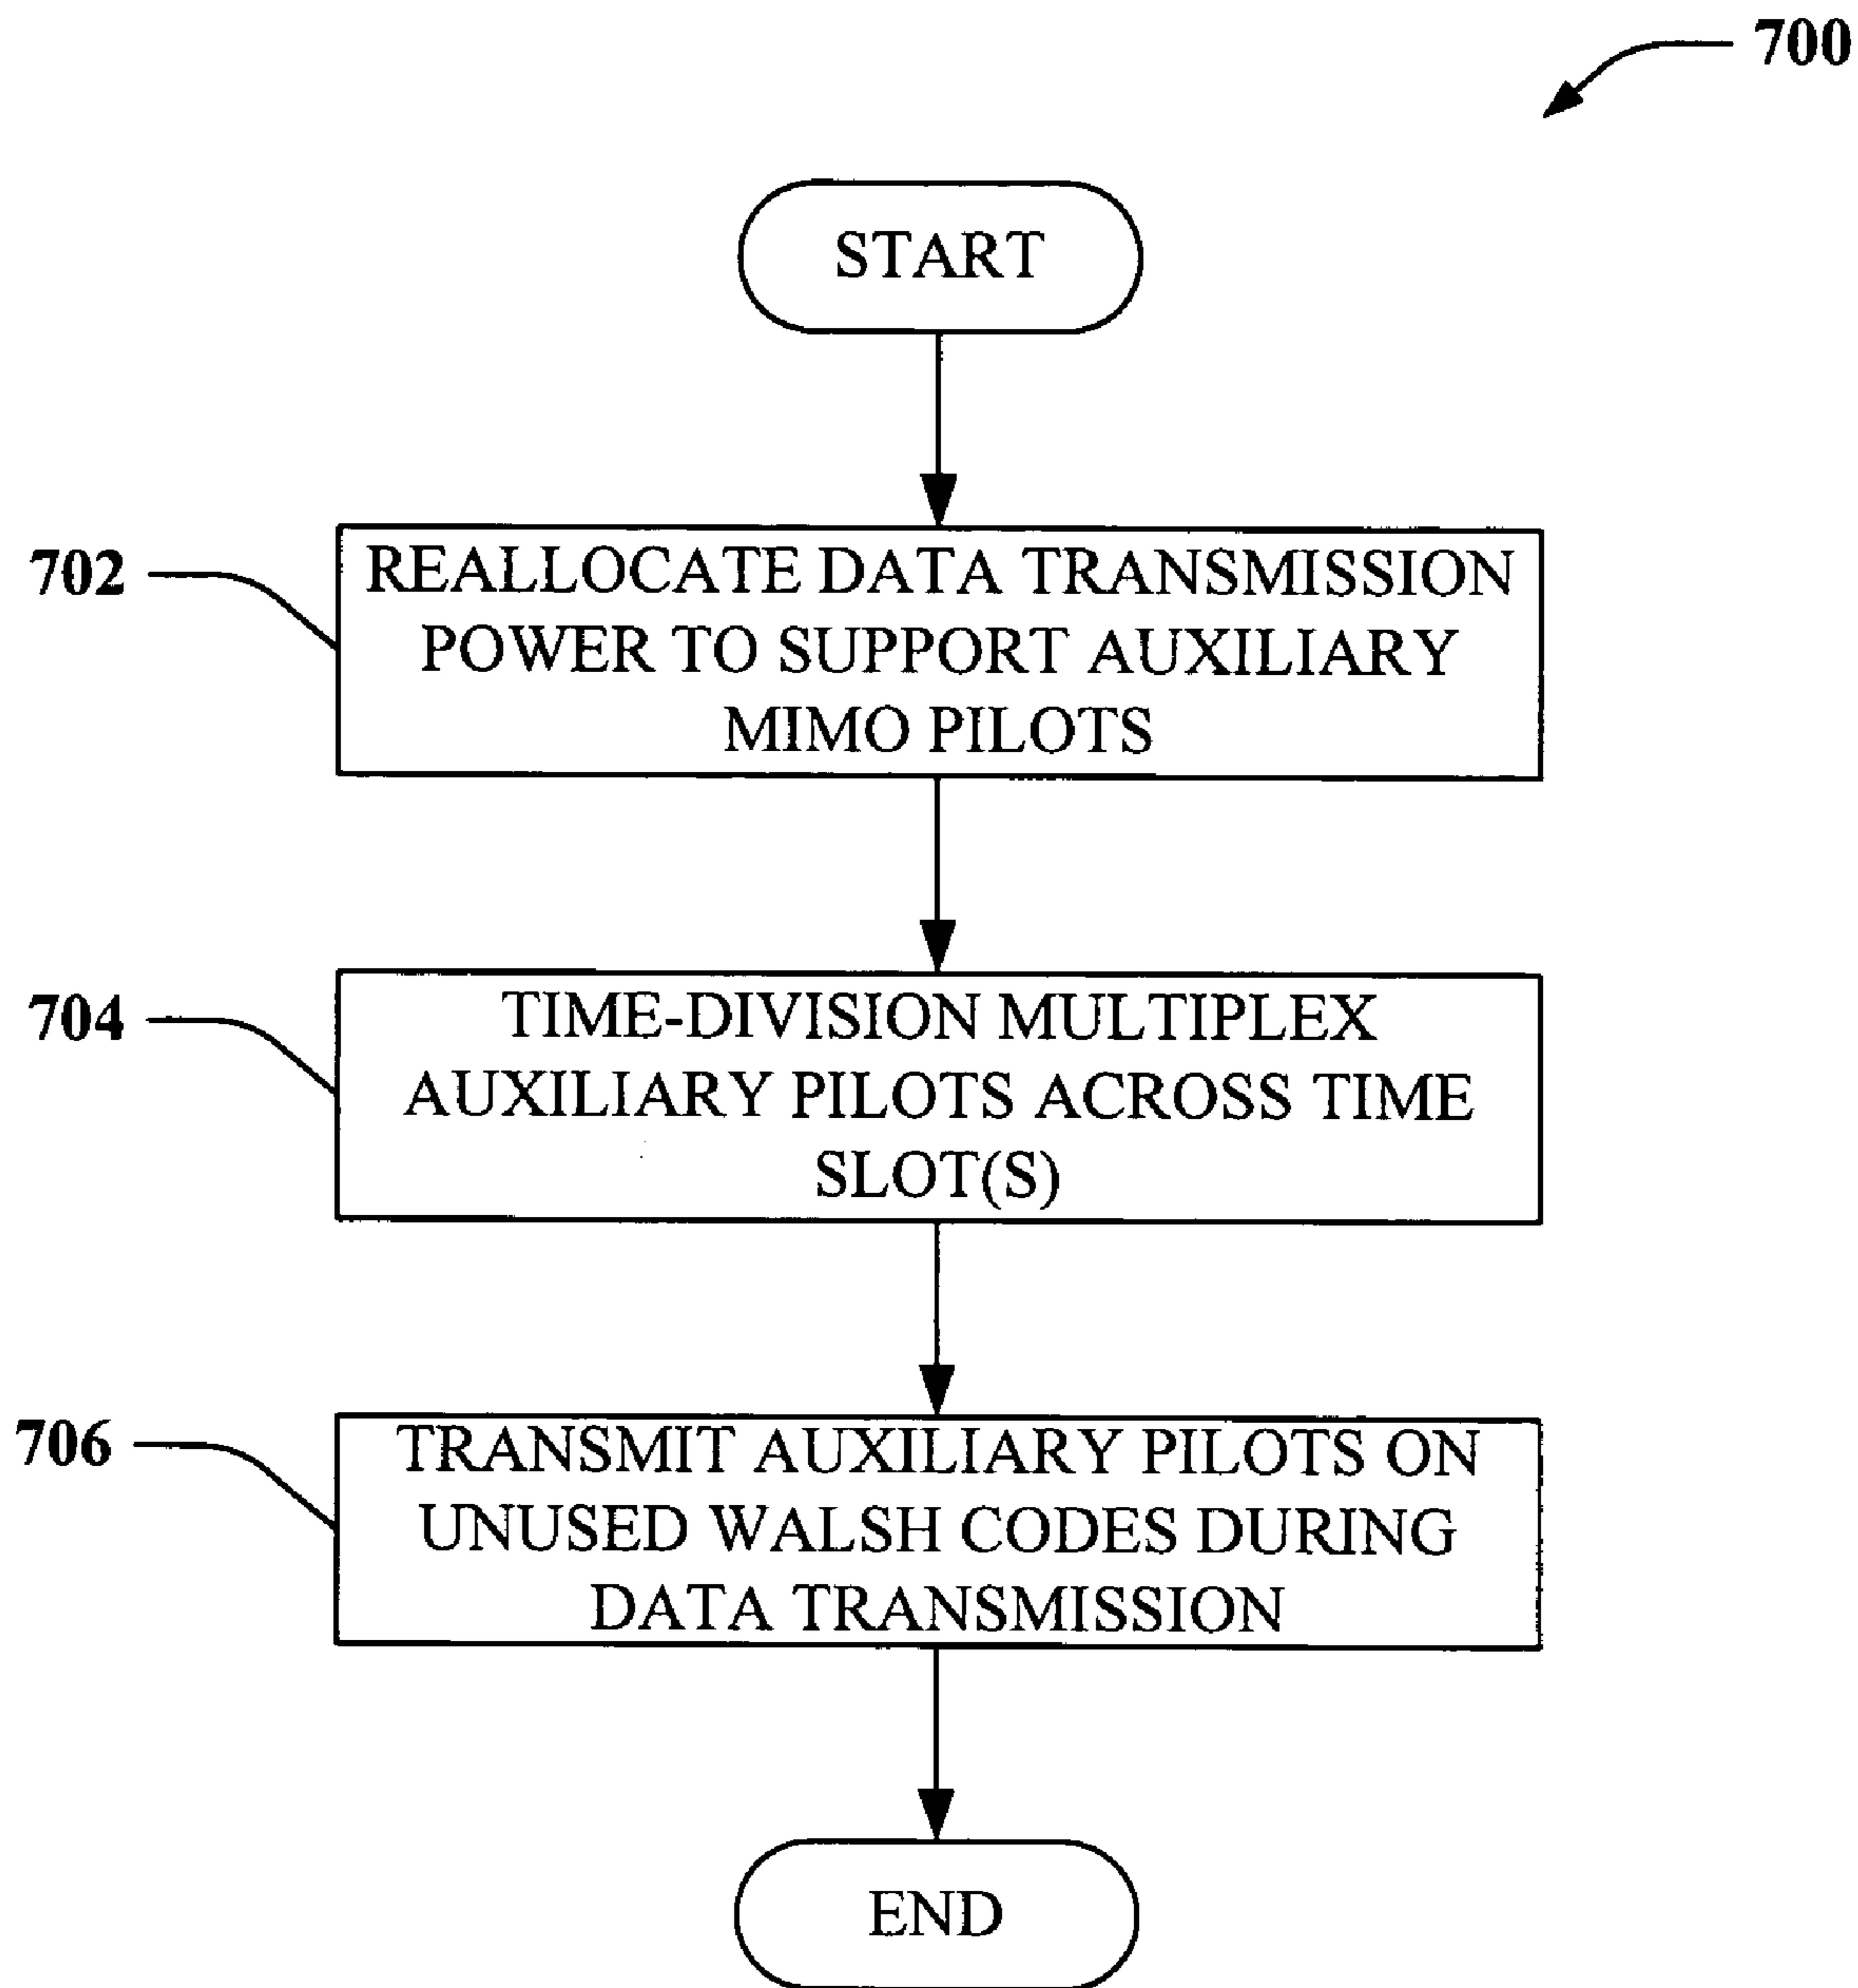 700
START
702
REALLOCATE DATA TRANSMISSION
POWER TO SUPPORT AUXILIARY
MIMO PILOTS
704
TIME-DIVISION MULTIPLEX
AUXILIARY PILOTS ACROSS TIME
SLOT(S)
706
TRANSMIT AUXILIARY PILOTS ON
UNUSED WALSH CODES DURING
DATA TRANSMISSION
END